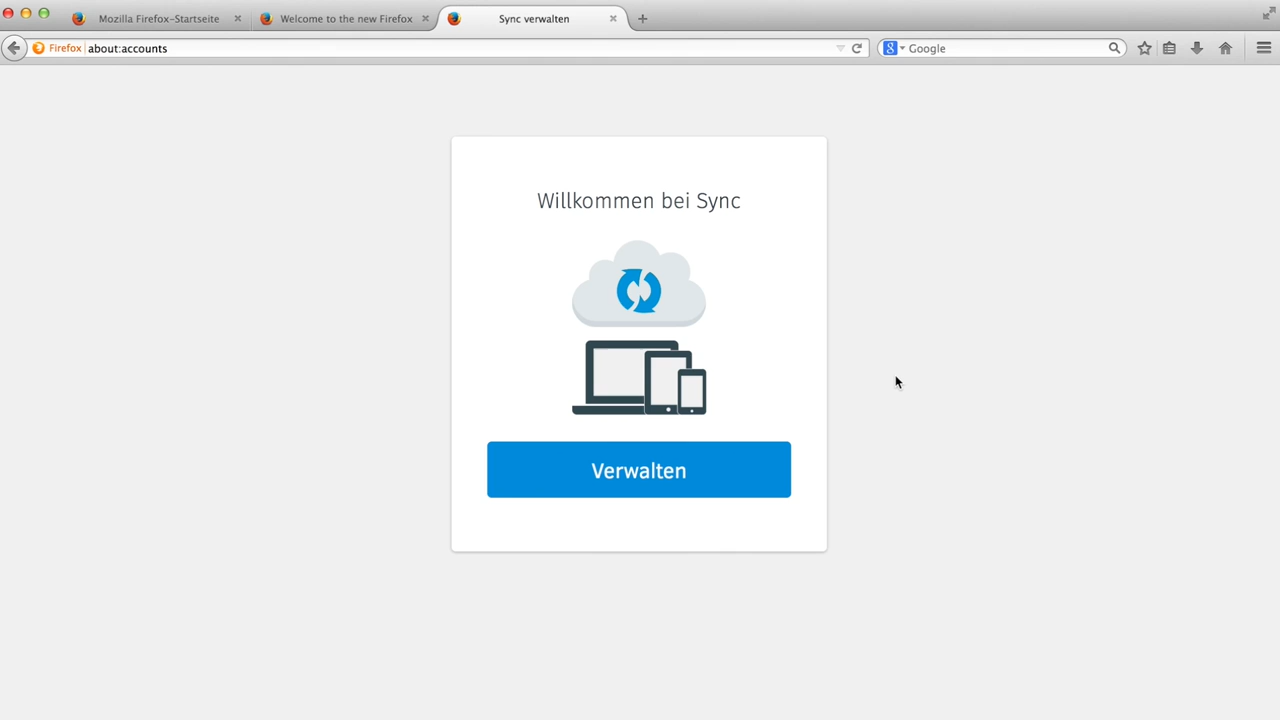 Mozilla Firefox-Startseite
Welcome to the new Firefox
Sync verwalten
Firefox
about:accounts
Google
Willkommen bei Sync
Verwalten